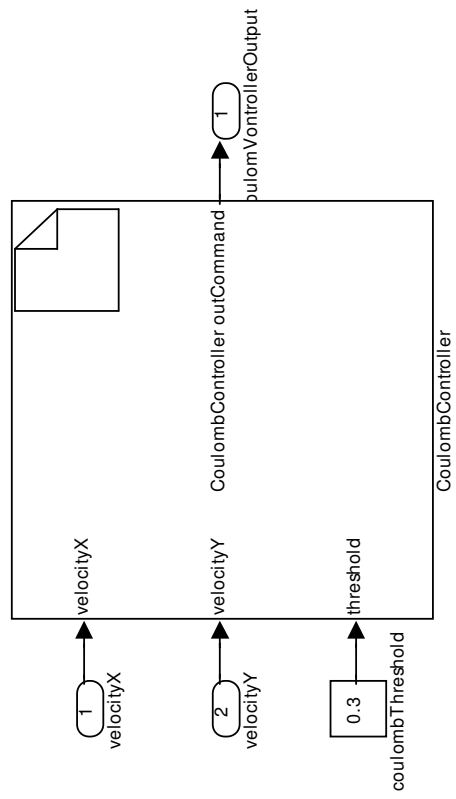 1
velocityX
2
velocityY
0.3
coulombThreshold
velocityX
velocityY
threshold
CoulombController
outCommand
CoulombController
1
oulomVontrollerOutput